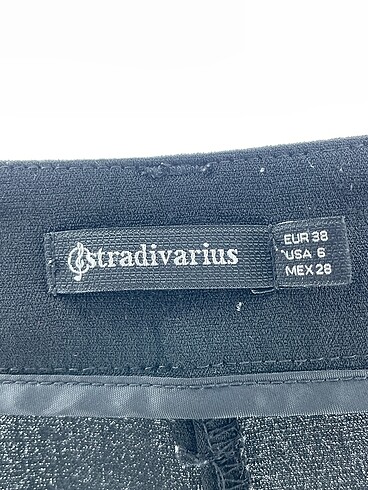 stradivarius
EUR 38
USA 6
MEX 28